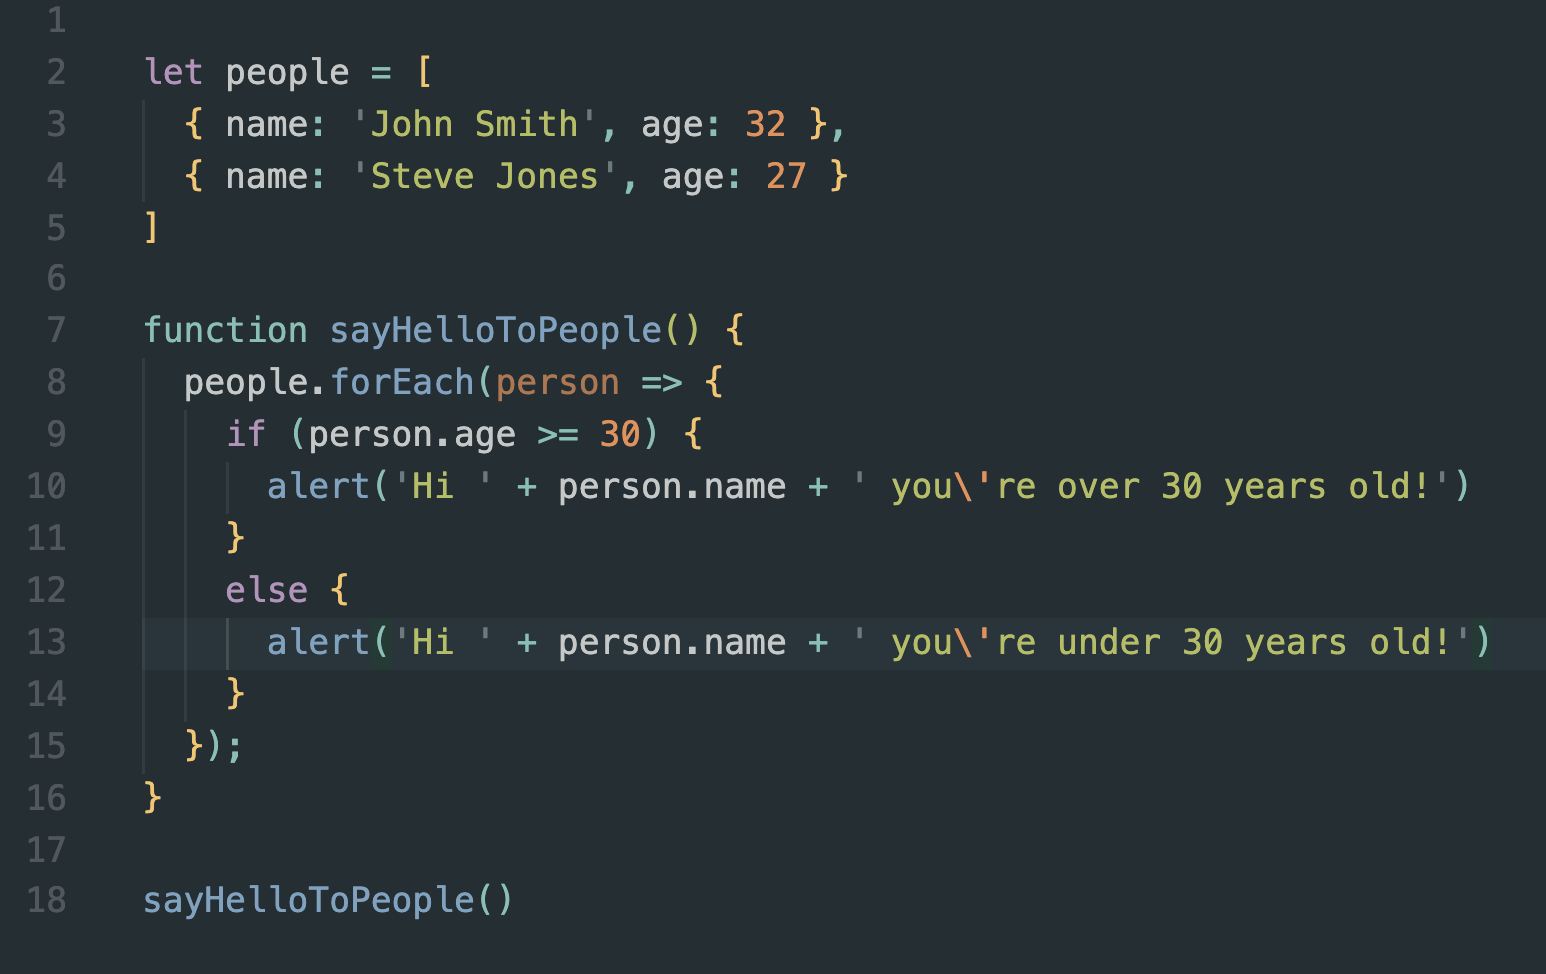 1
2 let people = [
3   { name: 'John Smith', age: 32 },
4   { name: 'Steve Jones', age: 27 }
5 ]
6
7 function sayHelloToPeople() {
8   people.forEach(person => {
9     if (person.age >= 30) {
10       alert('Hi ' + person.name + ' you\'re over 30 years old!')
11     }
12     else {
13       alert('Hi ' + person.name + ' you\'re under 30 years old!')
14     }
15   });
16 }
17
18 sayHelloToPeople()